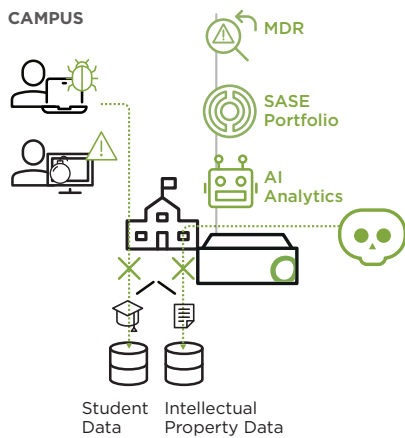 CAMPUS
MDR
SASE
Portfolio
AI
Analytics
Student
Data
Intellectual
Property Data